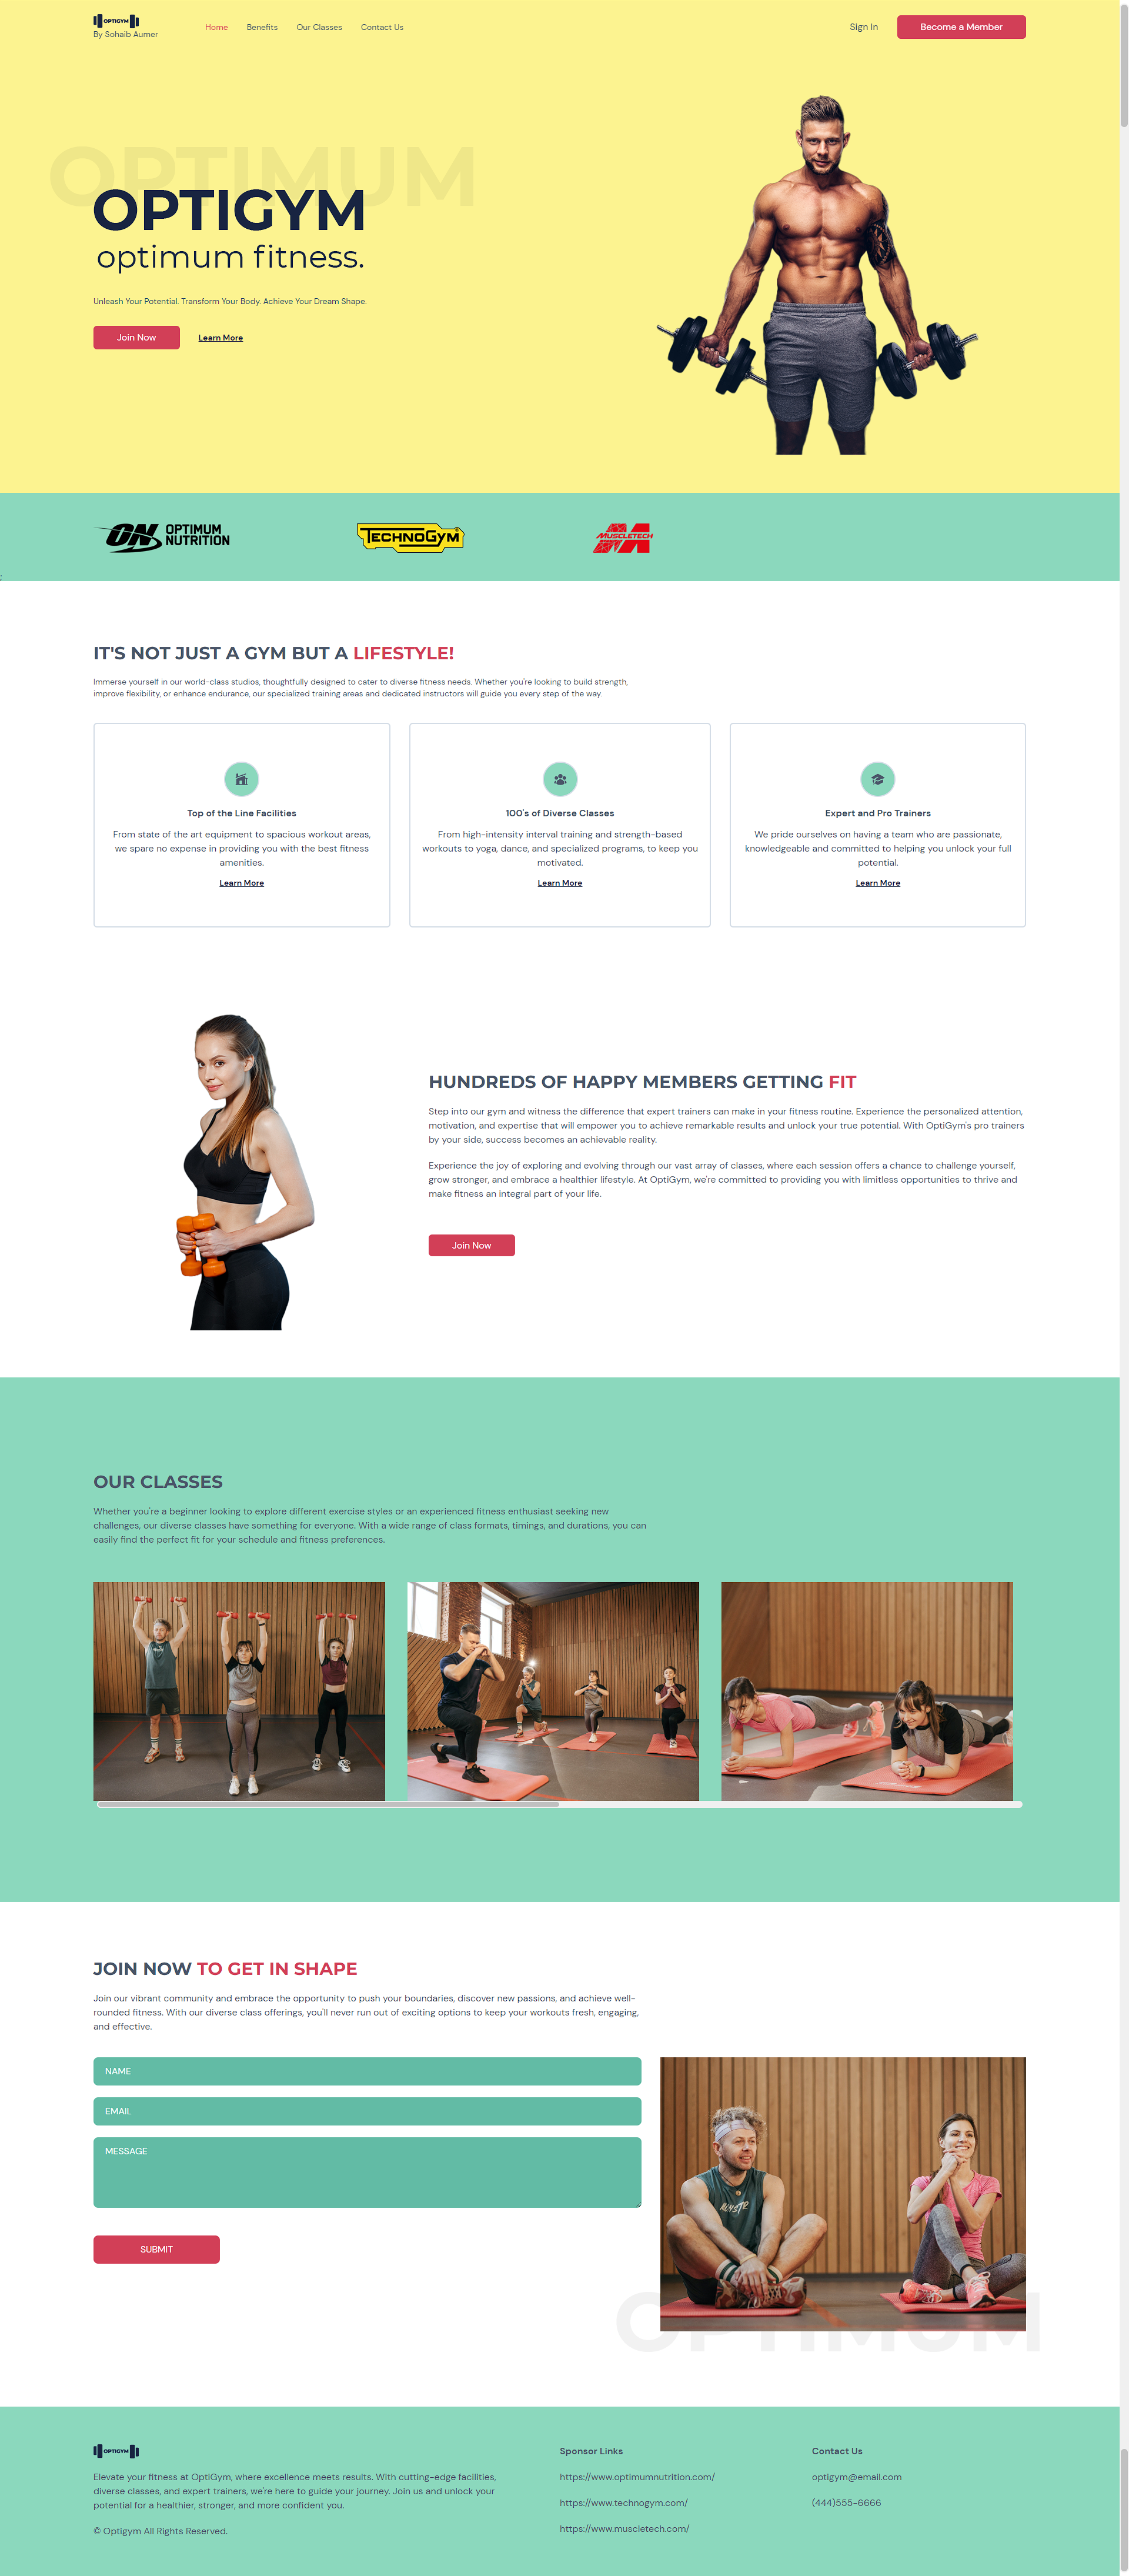 OPTIGYM
By Sohaib Aumer
Home
Benefits
Our Classes
Contact Us
Sign In
Become a Member
OPTIMUM
OPTIGYM
optimum fitness.
Unleash Your Potential. Transform Your Body. Achieve Your Dream Shape.
Join Now
Learn More
ON OPTIMUM
NUTRITION
TECHNOGYM
MUSCLETECH
;
IT'S NOT JUST A GYM BUT A LIFESTYLE!
Immerse yourself in our world-class studios, thoughtfully designed to cater to diverse fitness needs. Whether you're looking to build strength,
improve flexibility, or enhance endurance, our specialized training areas and dedicated instructors will guide you every step of the way.
Top of the Line Facilities
From state of the art equipment to spacious workout areas,
we spare no expense in providing you with the best fitness
amenities.
Learn More
100's of Diverse Classes
From high-intensity interval training and strength-based
workouts to yoga, dance, and specialized programs, to keep you
motivated.
Learn More
Expert and Pro Trainers
We pride ourselves on having a team who are passionate,
knowledgeable and committed to helping you unlock your full
potential.
Learn More
HUNDREDS OF HAPPY MEMBERS GETTING FIT
Step into our gym and witness the difference that expert trainers can make in your fitness routine. Experience the personalized attention,
motivation, and expertise that will empower you to achieve remarkable results and unlock your true potential. With OptiGym's pro trainers
by your side, success becomes an achievable reality.
Experience the joy of exploring and evolving through our vast array of classes, where each session offers a chance to challenge yourself,
grow stronger, and embrace a healthier lifestyle. At OptiGym, we're committed to providing you with limitless opportunities to thrive and
make fitness an integral part of your life.
Join Now
OUR CLASSES
Whether you're a beginner looking to explore different exercise styles or an experienced fitness enthusiast seeking new
challenges, our diverse classes have something for everyone. With a wide range of class formats, timings, and durations, you can
easily find the perfect fit for your schedule and fitness preferences.
JOIN NOW TO GET IN SHAPE
Join our vibrant community and embrace the opportunity to push your boundaries, discover new passions, and achieve well-
rounded fitness. With our diverse class offerings, you'll never run out of exciting options to keep your workouts fresh, engaging,
and effective.
NAME
EMAIL
MESSAGE
SUBMIT
OPTIMUM
OPTIGYM
Elevate your fitness at OptiGym, where excellence meets results. With cutting-edge facilities,
diverse classes, and expert trainers, we're here to guide your journey. Join us and unlock your
potential for a healthier, stronger, and more confident you.
© Optigym All Rights Reserved.
Sponsor Links
https://www.optimumnutrition.com/
https://www.technogym.com/
https://www.muscletech.com/
Contact Us
optigym@email.com
(444)555-6666